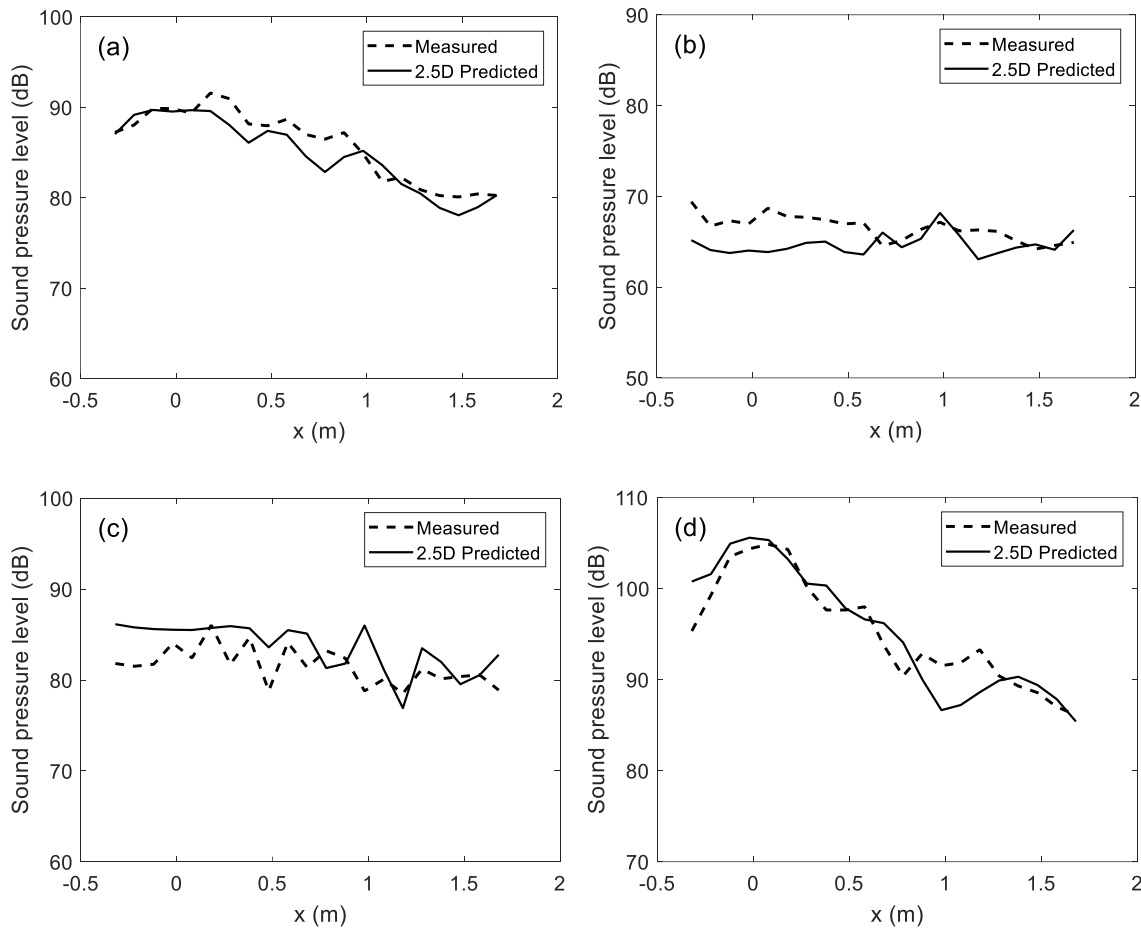 (a)
Measured
2.5D Predicted
Sound pressure level (dB)
100
90
80
70
60
-0.5 0 0.5 1 1.5 2
x (m)
(b)
Measured
2.5D Predicted
Sound pressure level (dB)
90
80
70
60
50
-0.5 0 0.5 1 1.5 2
x (m)
(c)
Measured
2.5D Predicted
Sound pressure level (dB)
100
90
80
70
60
-0.5 0 0.5 1 1.5 2
x (m)
(d)
Measured
2.5D Predicted
Sound pressure level (dB)
110
100
90
80
70
-0.5 0 0.5 1 1.5 2
x (m)